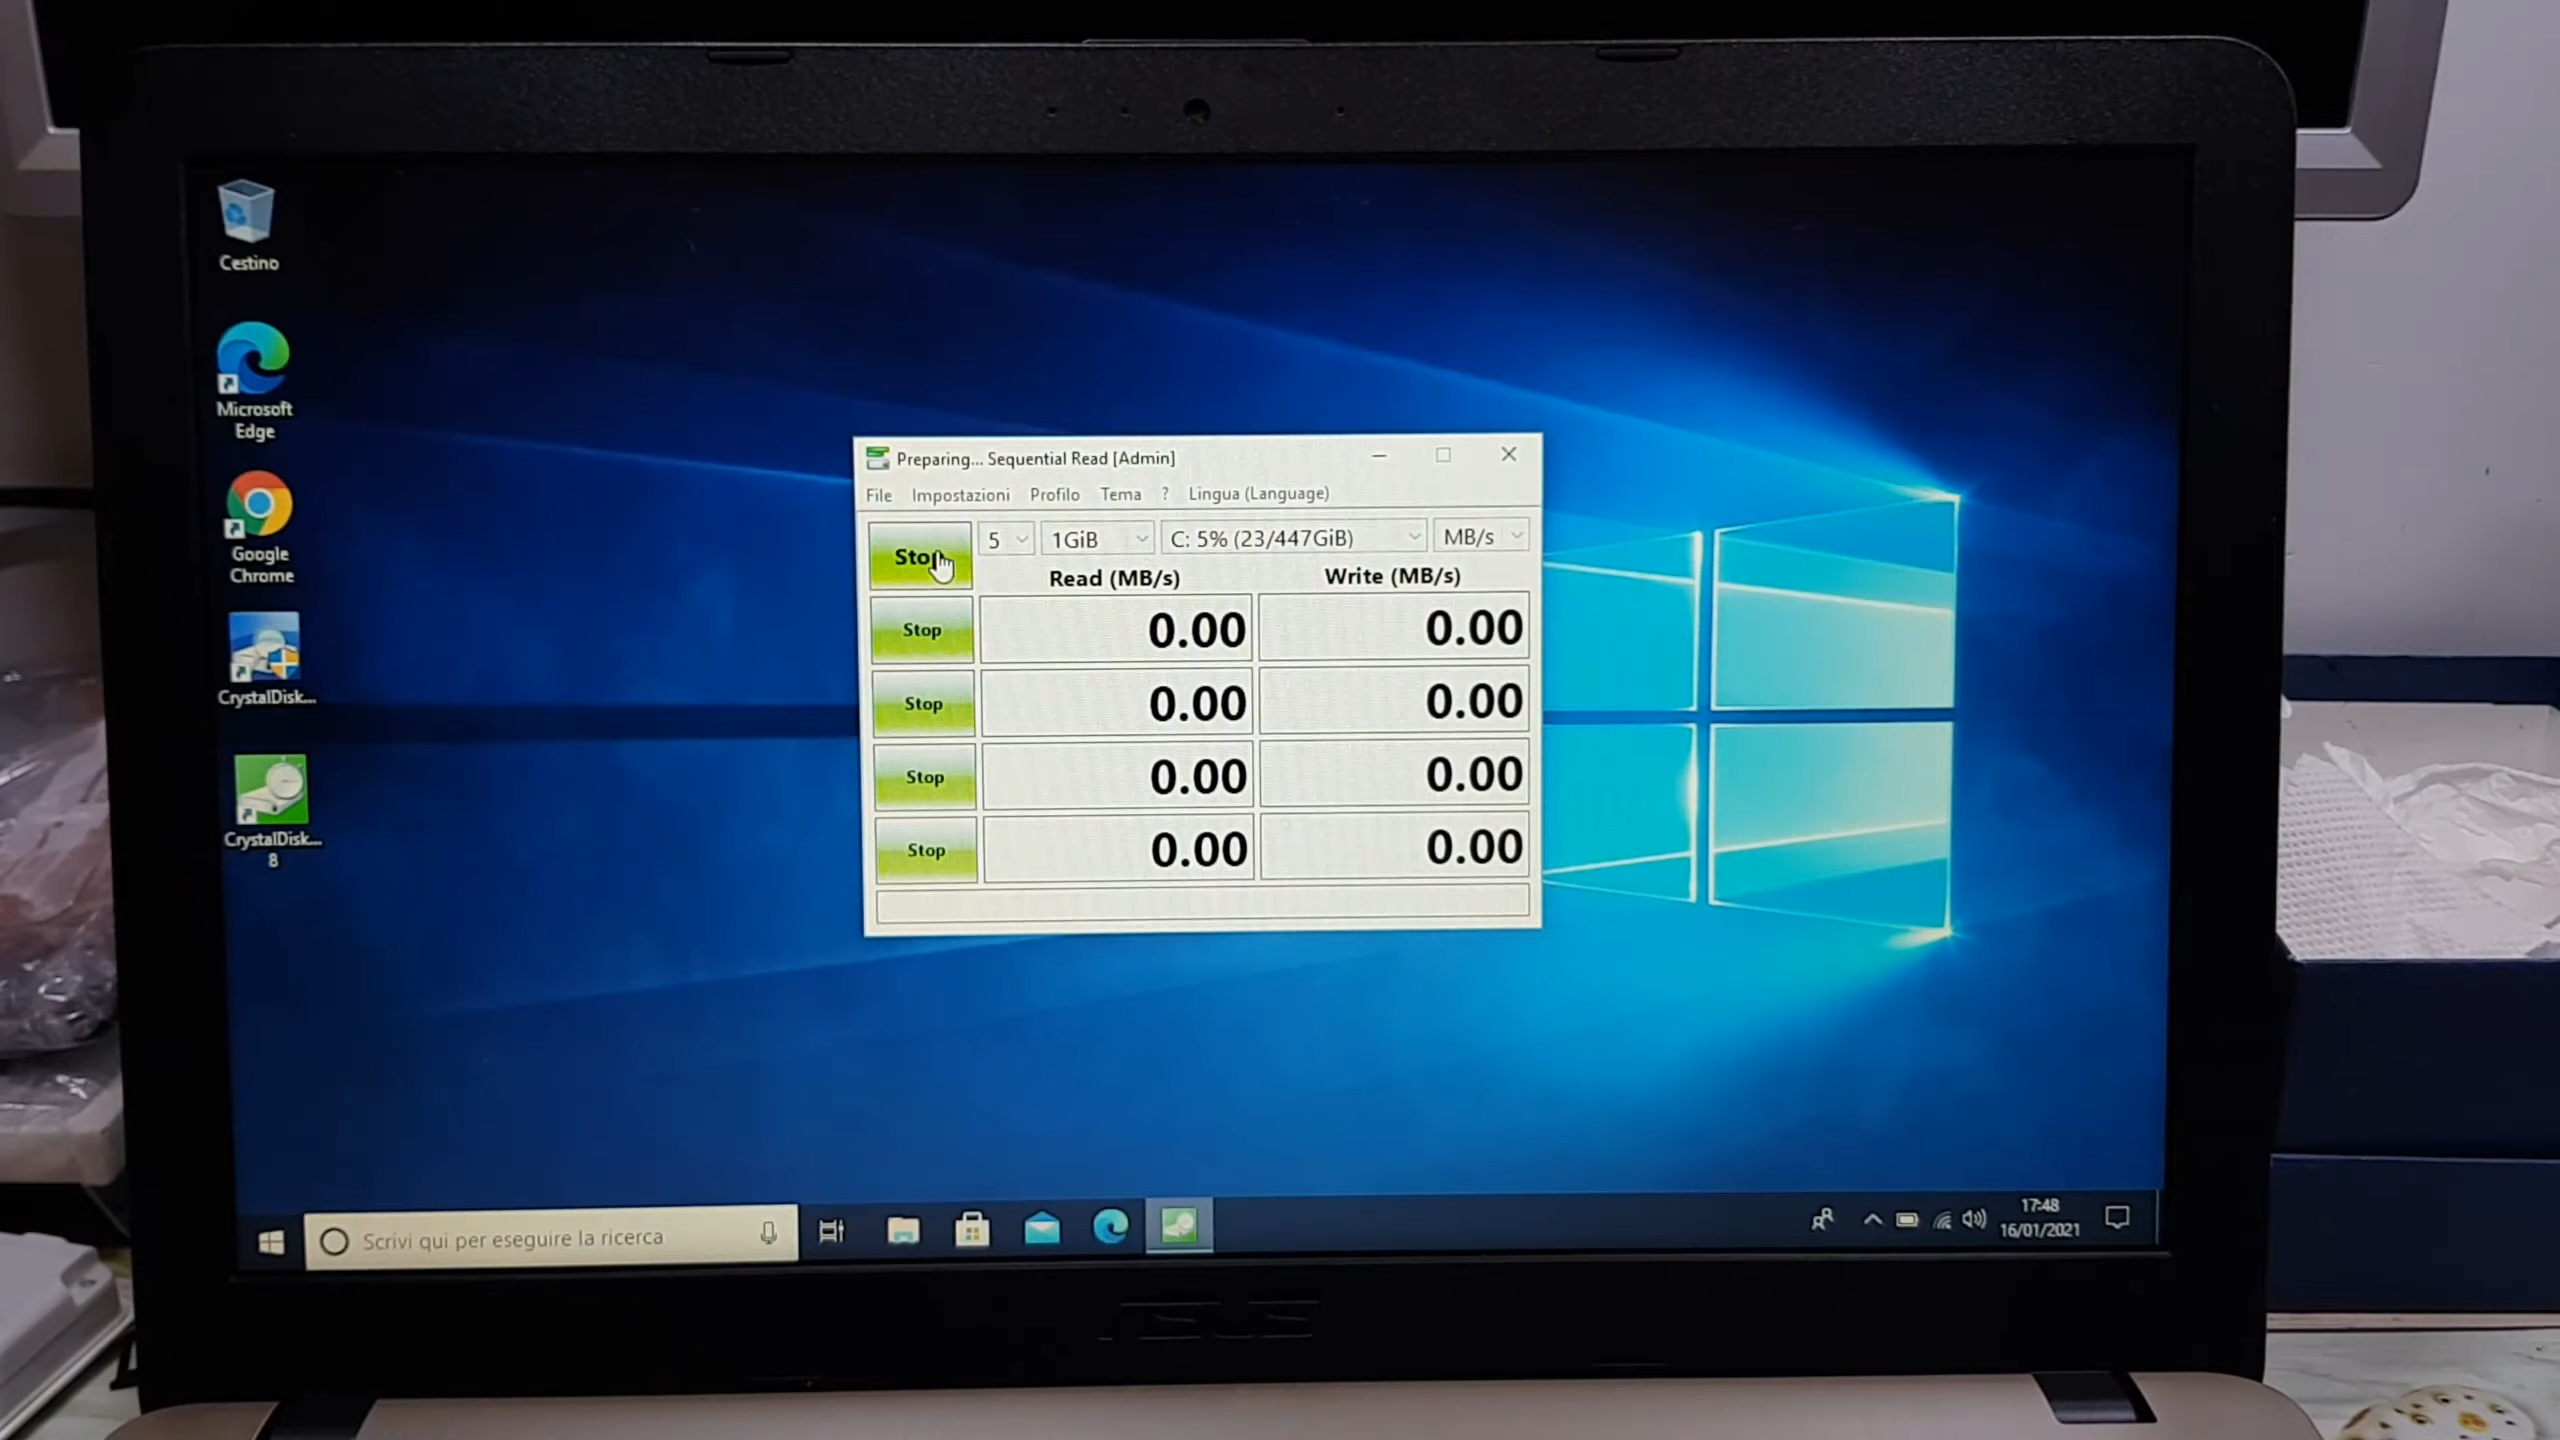 Cestino
Microsoft
Edge
Google
Chrome
CrystalDisk...
CrystalDisk...
8
Preparing... Sequential Read [Admin]
File Impostazioni Profilo Tema ? Lingua (Language)
Stop 5 1GiB C: 5% (23/447GiB) MB/s
Read (MB/s) Write (MB/s)
Stop 0.00 0.00
Stop 0.00 0.00
Stop 0.00 0.00
Stop 0.00 0.00
Scrivi qui per eseguire la ricerca
17:48
16/01/2021
ASUS